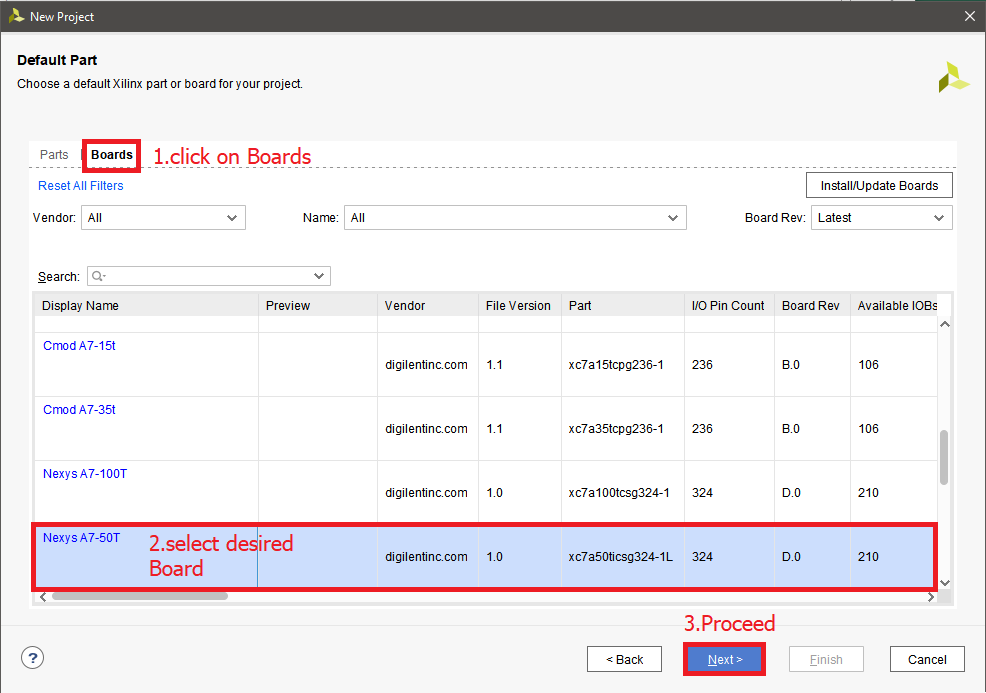 New Project
Default Part
Choose a default Xilinx part or board for your project.
Parts Boards 1.click on Boards
Reset All Filters Install/Update Boards
Vendor: All Name: All Board Rev: Latest
Search:
Display Name Preview Vendor File Version Part I/O Pin Count Board Rev Available IOBs
Cmod A7-15t
digilentinc.com 1.1 xc7a15tcpg236-1 236 B.0 106
Cmod A7-35t
digilentinc.com 1.1 xc7a35tcpg236-1 236 B.0 106
Nexys A7-100T
digilentinc.com 1.0 xc7a100tcsg324-1 324 D.0 210
Nexys A7-50T
2.select desired
Board
digilentinc.com 1.0 xc7a50ticsg324-1L 324 D.0 210
3.Proceed
? < Back Next > Finish Cancel